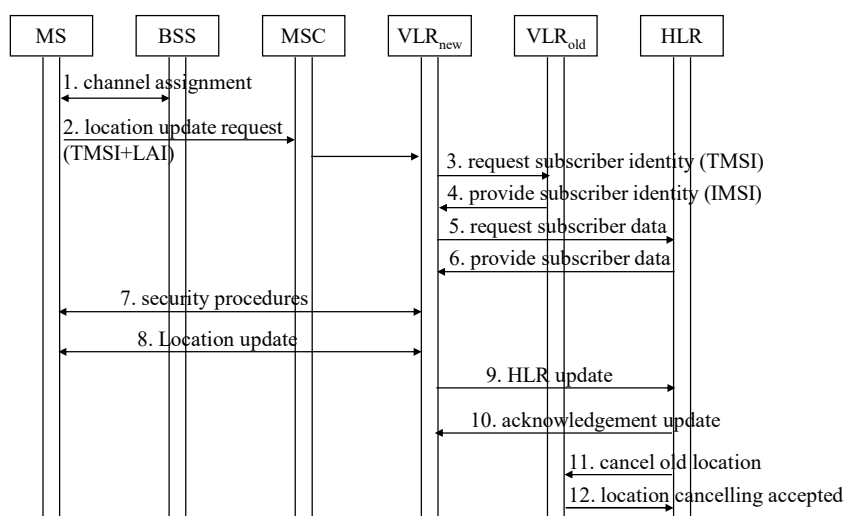 MS BSS MSC VLRnew VLRold HLR
1. channel assignment
2. location update request
(TMSI+LAI)
3. request subscriber identity (TMSI)
4. provide subscriber identity (IMSI)
5. request subscriber data
6. provide subscriber data
7. security procedures
8. Location update
9. HLR update
10. acknowledgement update
11. cancel old location
12. location cancelling accepted